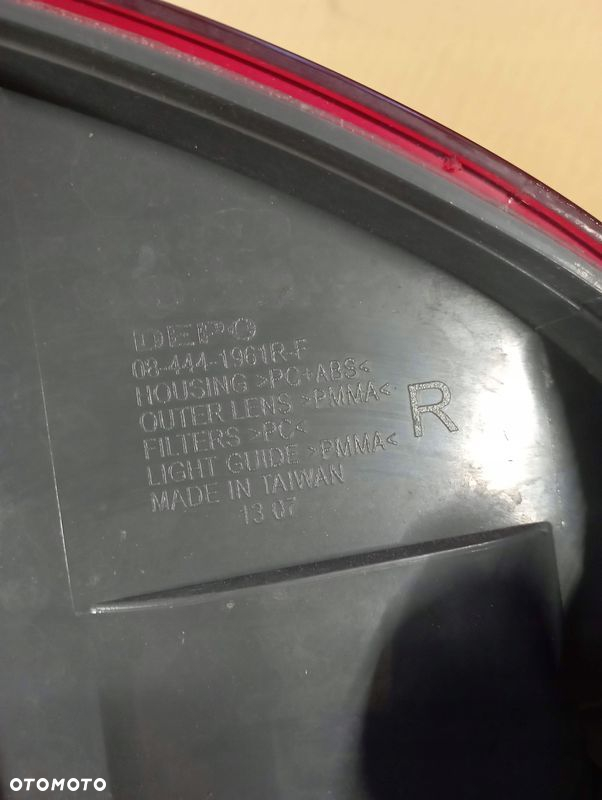 DEPO
08-444-1961R-F
HOUSING >PC+ABS<
OUTER LENS >PMMA<
FILTERS >PC<
LIGHT GUIDE >PMMA<
MADE IN TAIWAN
13 07
R
OTOMOTO